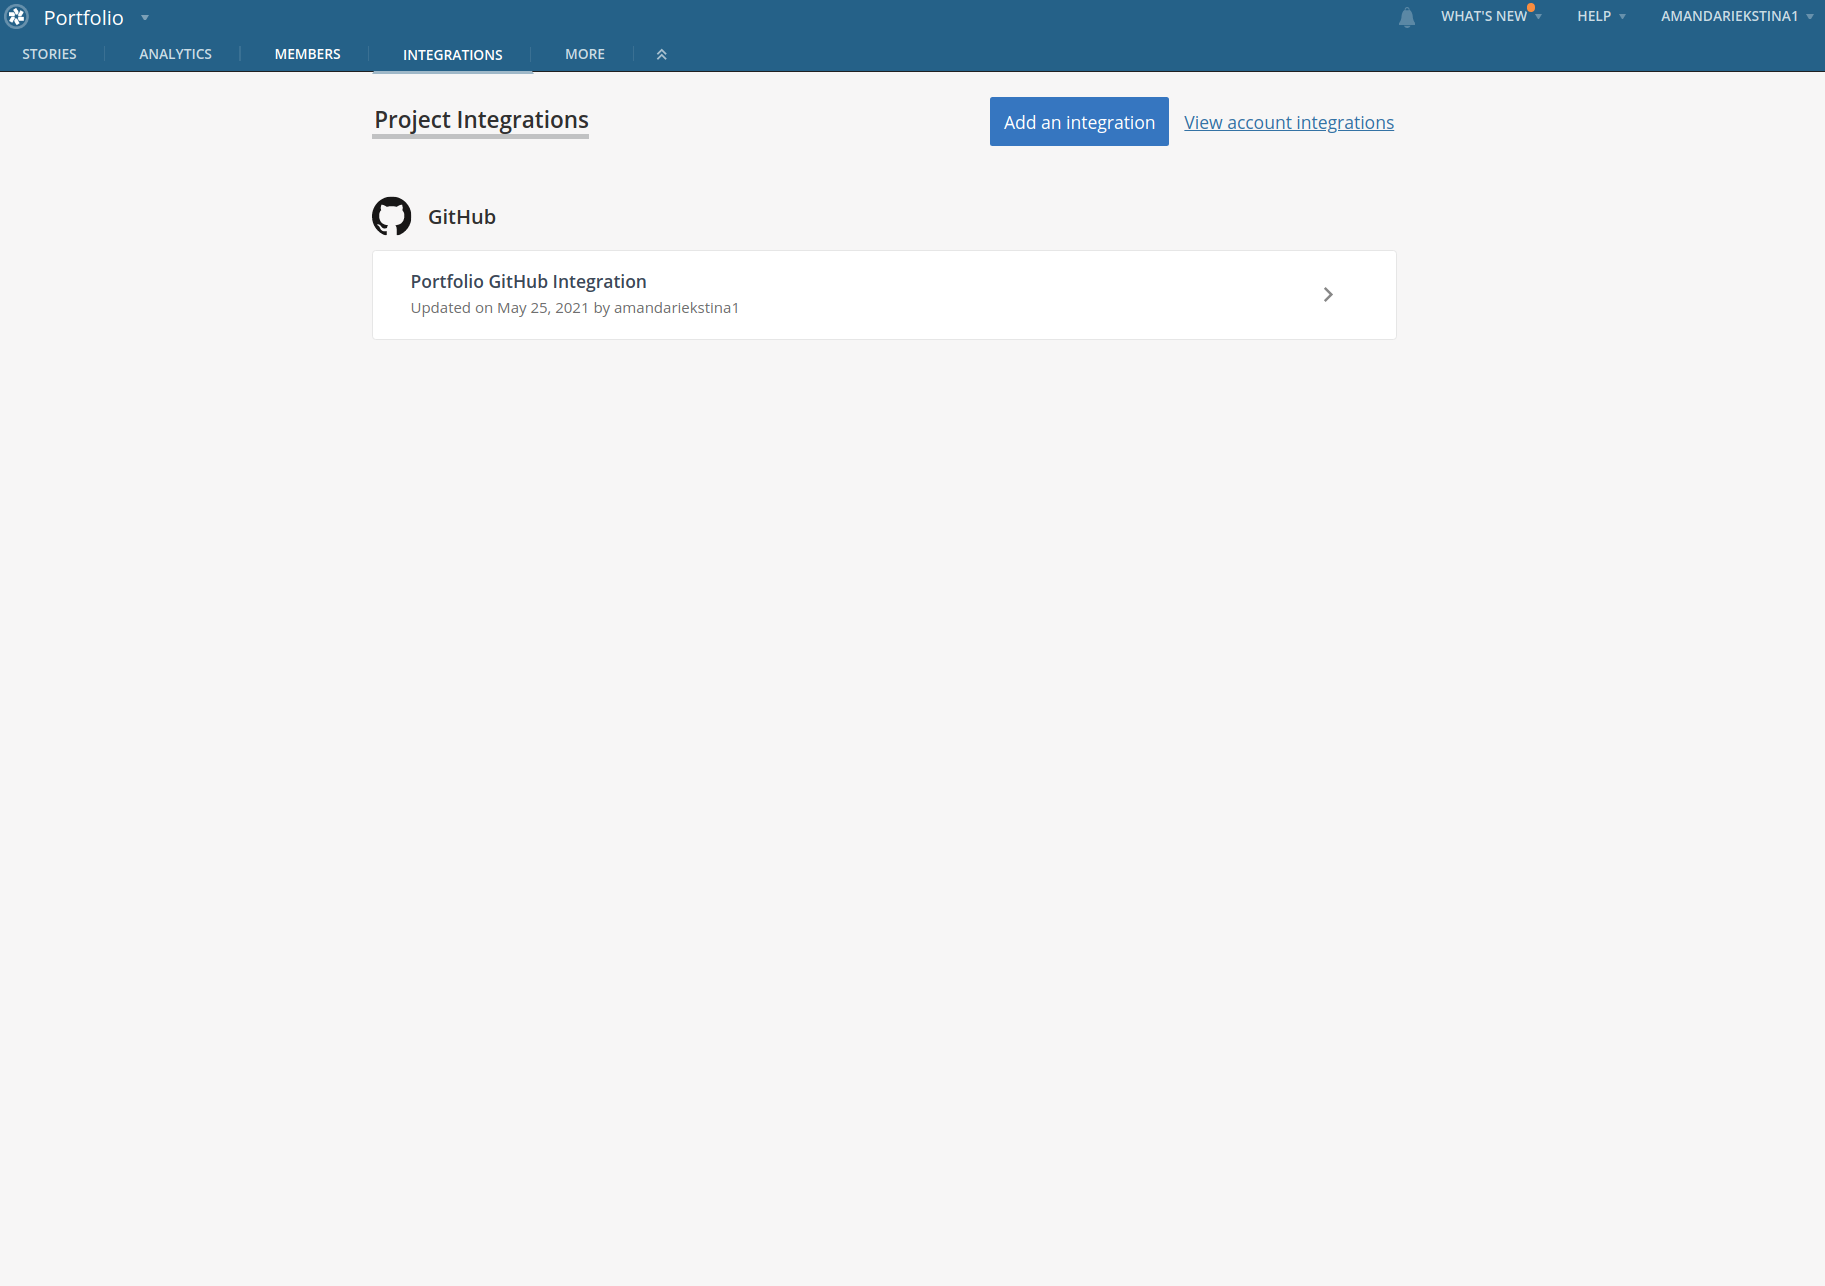 Portfolio
WHAT'S NEW
HELP
AMANDARIEKSTINA1
STORIES
ANALYTICS
MEMBERS
INTEGRATIONS
MORE
Project Integrations
Add an integration
View account integrations
GitHub
Portfolio GitHub Integration
Updated on May 25, 2021 by amandariekstina1